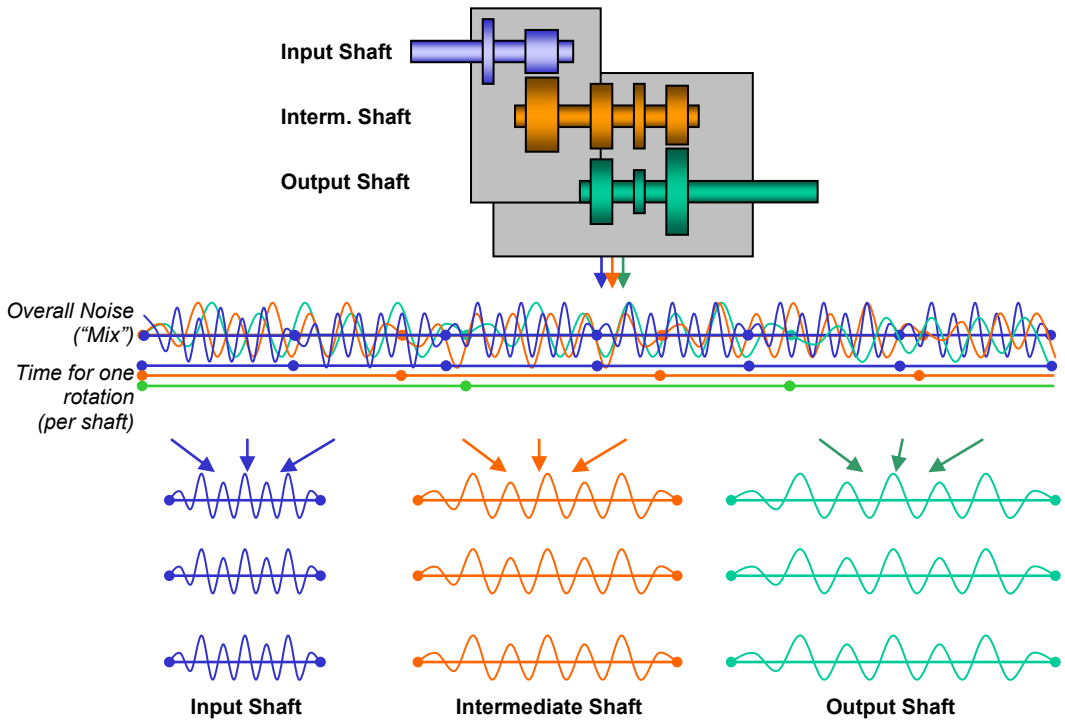 Input Shaft
Interm. Shaft
Output Shaft
Overall Noise
(“Mix”)
Time for one
rotation
(per shaft)
Input Shaft
Intermediate Shaft
Output Shaft